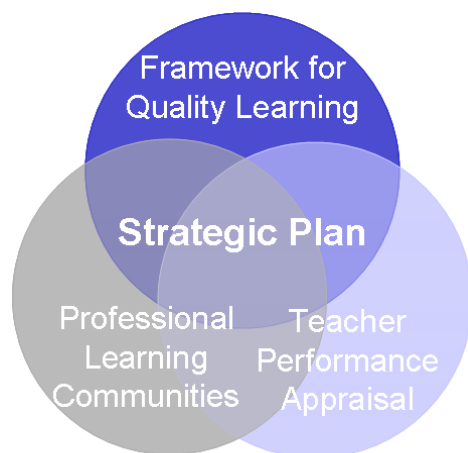 Framework for
Quality Learning
Strategic Plan
Professional
Learning
Communities
Teacher
Performance
Appraisal